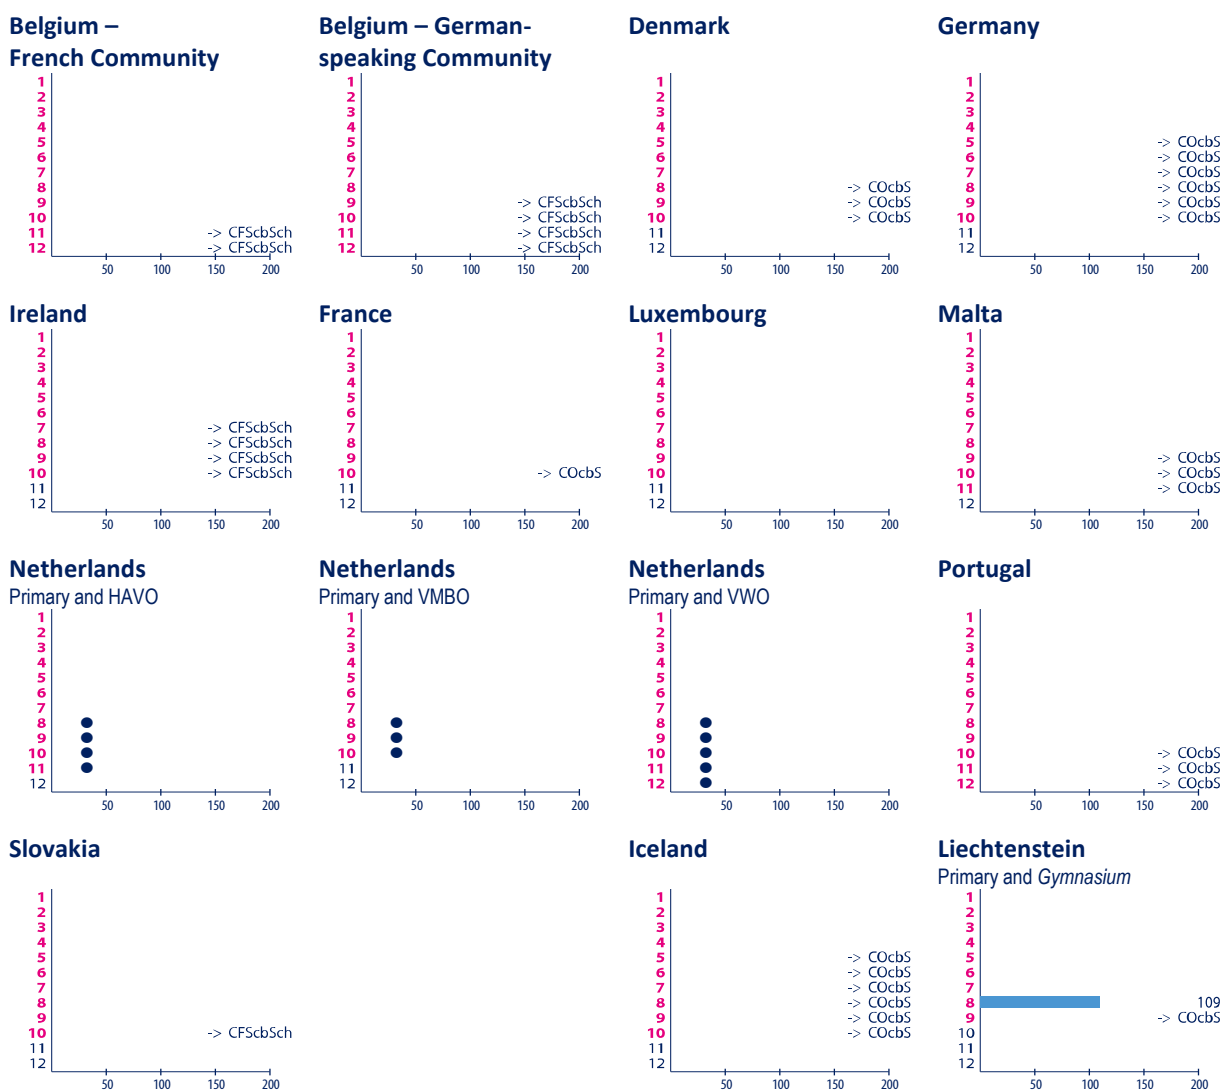 Belgium –
French Community
1
2
3
4
5
6
7
8
9
10
11 -> CFScbSch
12 -> CFScbSch
50 100 150 200
Belgium – German-
speaking Community
1
2
3
4
5
6
7
8
9 -> CFScbSch
10 -> CFScbSch
11 -> CFScbSch
12 -> CFScbSch
50 100 150 200
Denmark
1
2
3
4
5
6
7
8 -> COcbS
9 -> COcbS
10 -> COcbS
11
12
50 100 150 200
Germany
1
2
3
4
5 -> COcbS
6 -> COcbS
7 -> COcbS
8 -> COcbS
9 -> COcbS
10 -> COcbS
11
12
50 100 150 200
Ireland
1
2
3
4
5
6
7 -> CFScbSch
8 -> CFScbSch
9 -> CFScbSch
10 -> CFScbSch
11
12
50 100 150 200
France
1
2
3
4
5
6
7
8
9
10 -> COcbS
11
12
50 100 150 200
Luxembourg
1
2
3
4
5
6
7
8
9
10
11
12
50 100 150 200
Malta
1
2
3
4
5
6
7
8
9 -> COcbS
10 -> COcbS
11 -> COcbS
12
50 100 150 200
Netherlands
Primary and HAVO
1
2
3
4
5
6
7
8
9
10
11
12
50 100 150 200
Netherlands
Primary and VMBO
1
2
3
4
5
6
7
8
9
10
11
12
50 100 150 200
Netherlands
Primary and VWO
1
2
3
4
5
6
7
8
9
10
11
12
50 100 150 200
Portugal
1
2
3
4
5
6
7
8
9
10 -> COcbS
11 -> COcbS
12 -> COcbS
50 100 150 200
Slovakia
1
2
3
4
5
6
7
8
9
10 -> CFScbSch
11
12
50 100 150 200
Iceland
1
2
3
4
5 -> COcbS
6 -> COcbS
7 -> COcbS
8 -> COcbS
9 -> COcbS
10 -> COcbS
11
12
50 100 150 200
Liechtenstein
Primary and Gymnasium
1
2
3
4
5
6
7
8 109
9 -> COcbS
10
11
12
50 100 150 200